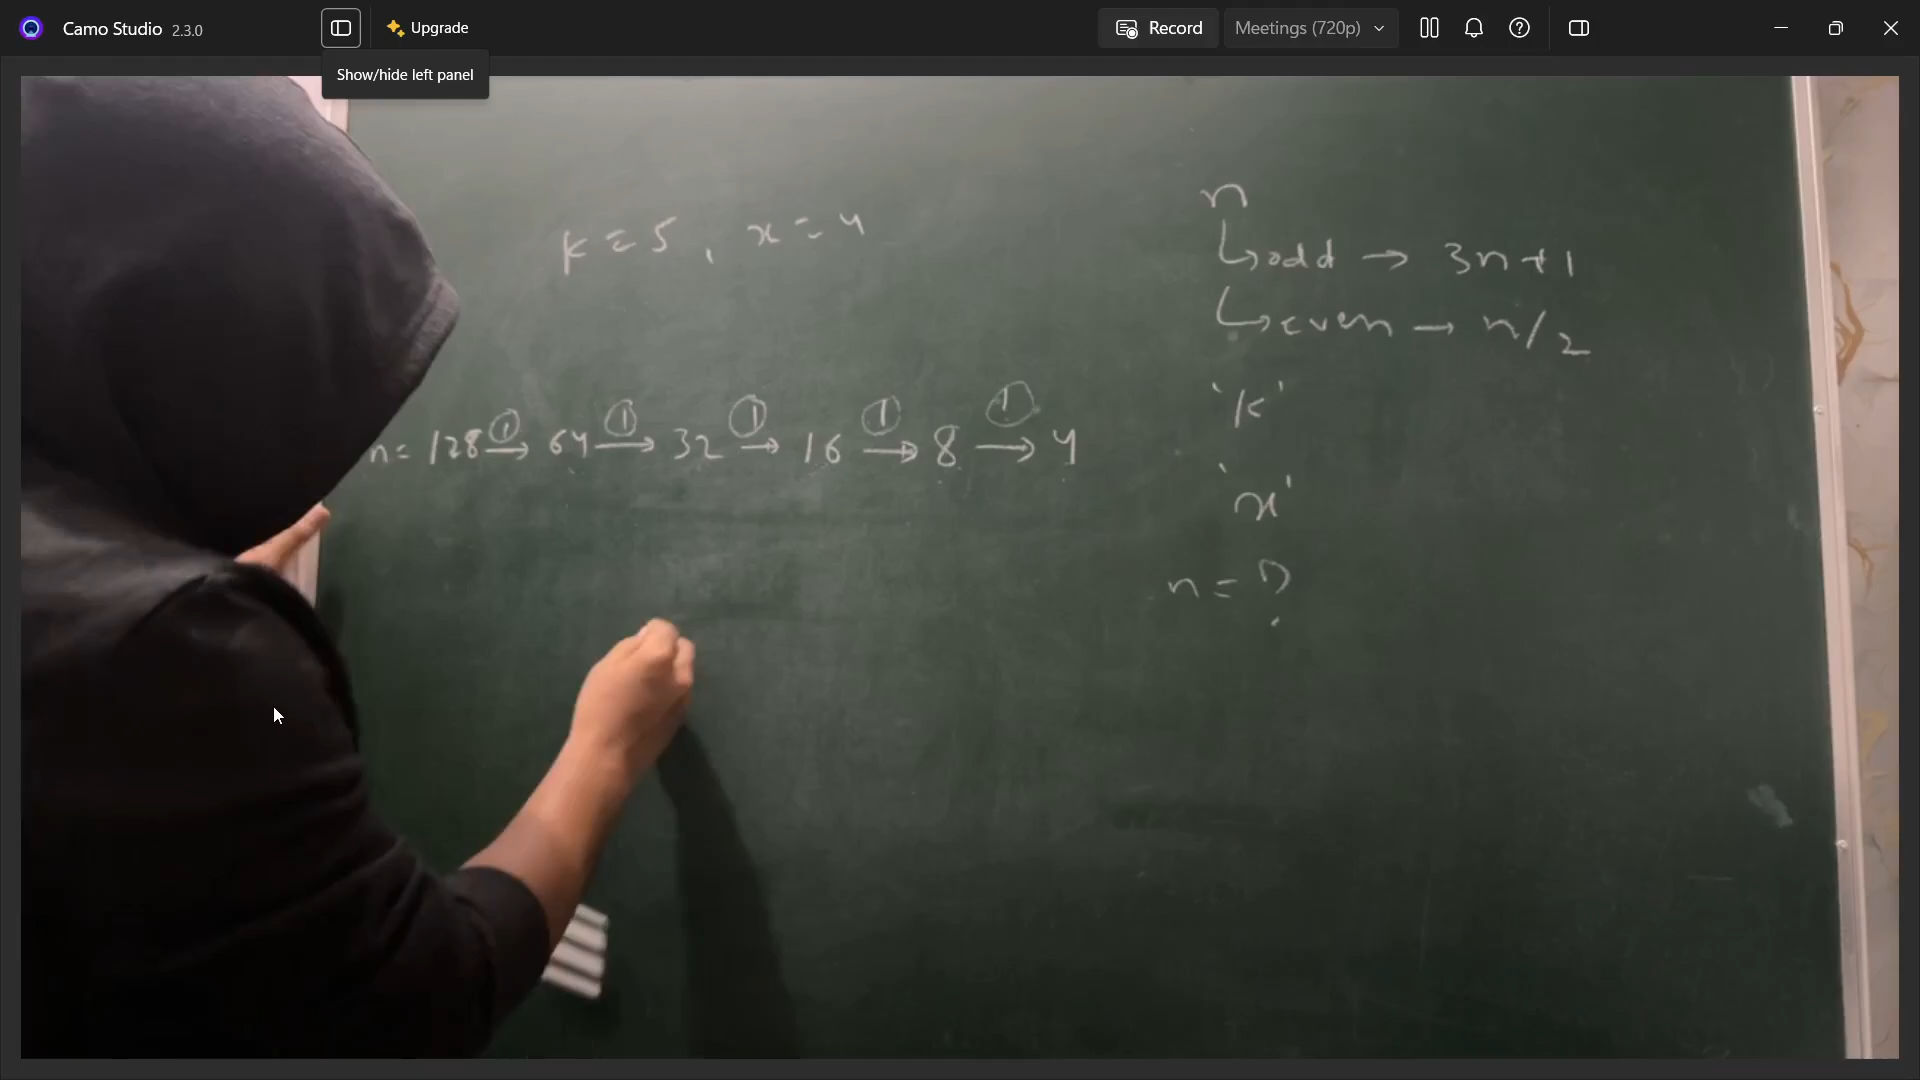 Camo Studio 2.3.0
Upgrade
Record
Meetings (720p)
Show/hide left panel
k = 5 , x = 4
n = 128 → 64 → 32 → 16 → 8 → 4
1 1 1 1 1
n
↳ odd → 3n+1
↳ even → n/2
'k'
'x'
n = ?